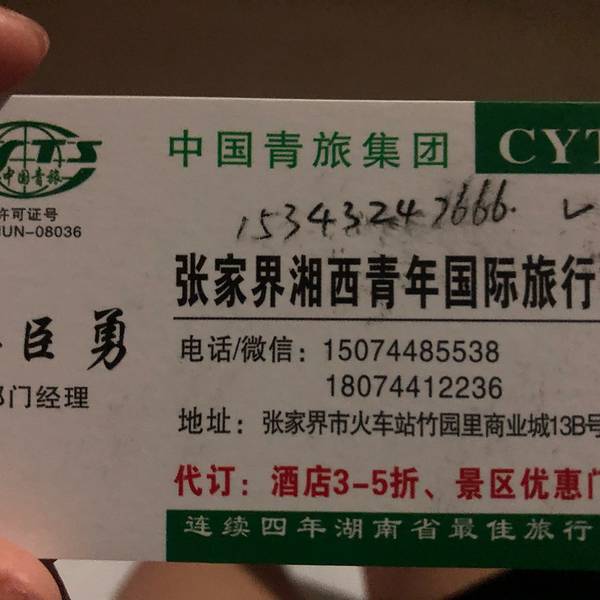 中国青旅集团
CYT
CTS
中国青旅
许可证号
HUN-08036
15343247666.
张家界湘西青年国际旅行
臣勇
部门经理
电话/微信：15074485538
18074412236
地址：张家界市火车站竹园里商业城13B号
代订：酒店3-5折、景区优惠门
连续四年湖南省最佳旅行